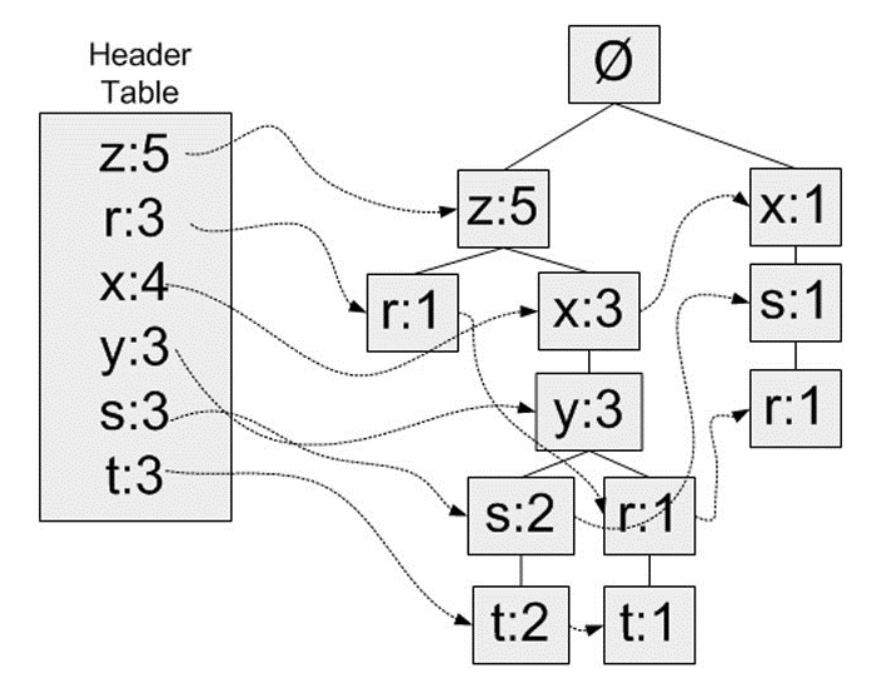 Header
Table
z:5
r:3
x:4
y:3
s:3
t:3
Ø
z:5
x:1
r:1
x:3
s:1
y:3
r:1
s:2
r:1
t:2
t:1